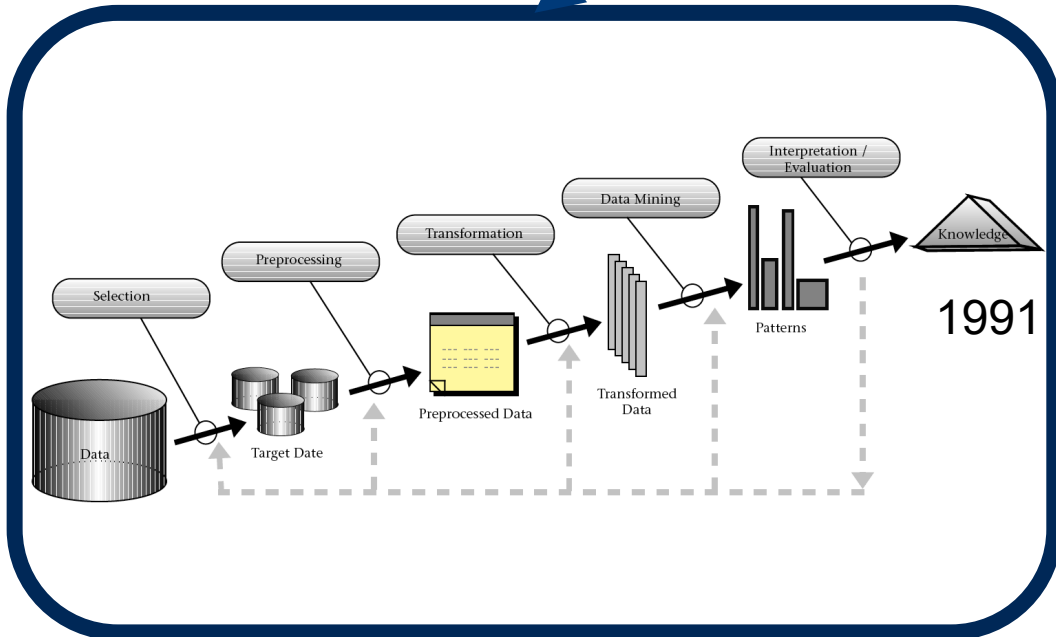 Interpretation /
Evaluation
Data Mining
Transformation
Preprocessing
Selection
Knowledge
1991
Patterns
Transformed
Data
Preprocessed Data
Target Date
Data